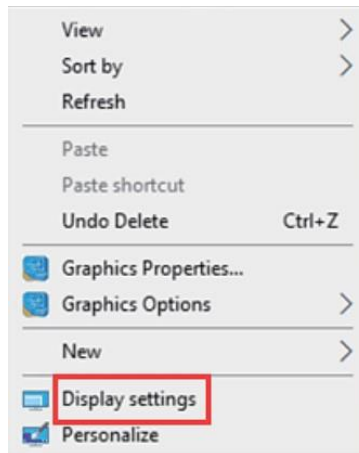 View
Sort by
Refresh
Paste
Paste shortcut
Undo Delete Ctrl+Z
Graphics Properties...
Graphics Options
New
Display settings
Personalize